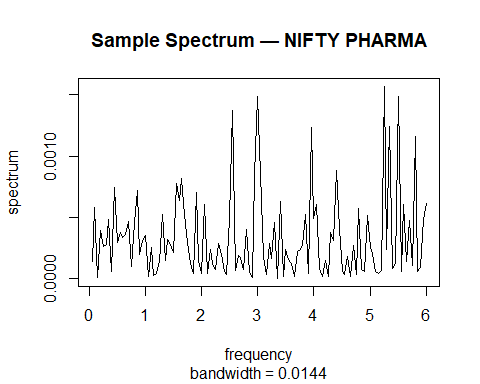 Sample Spectrum — NIFTY PHARMA
spectrum
0.0010
0.0000
0 1 2 3 4 5 6
frequency
bandwidth = 0.0144